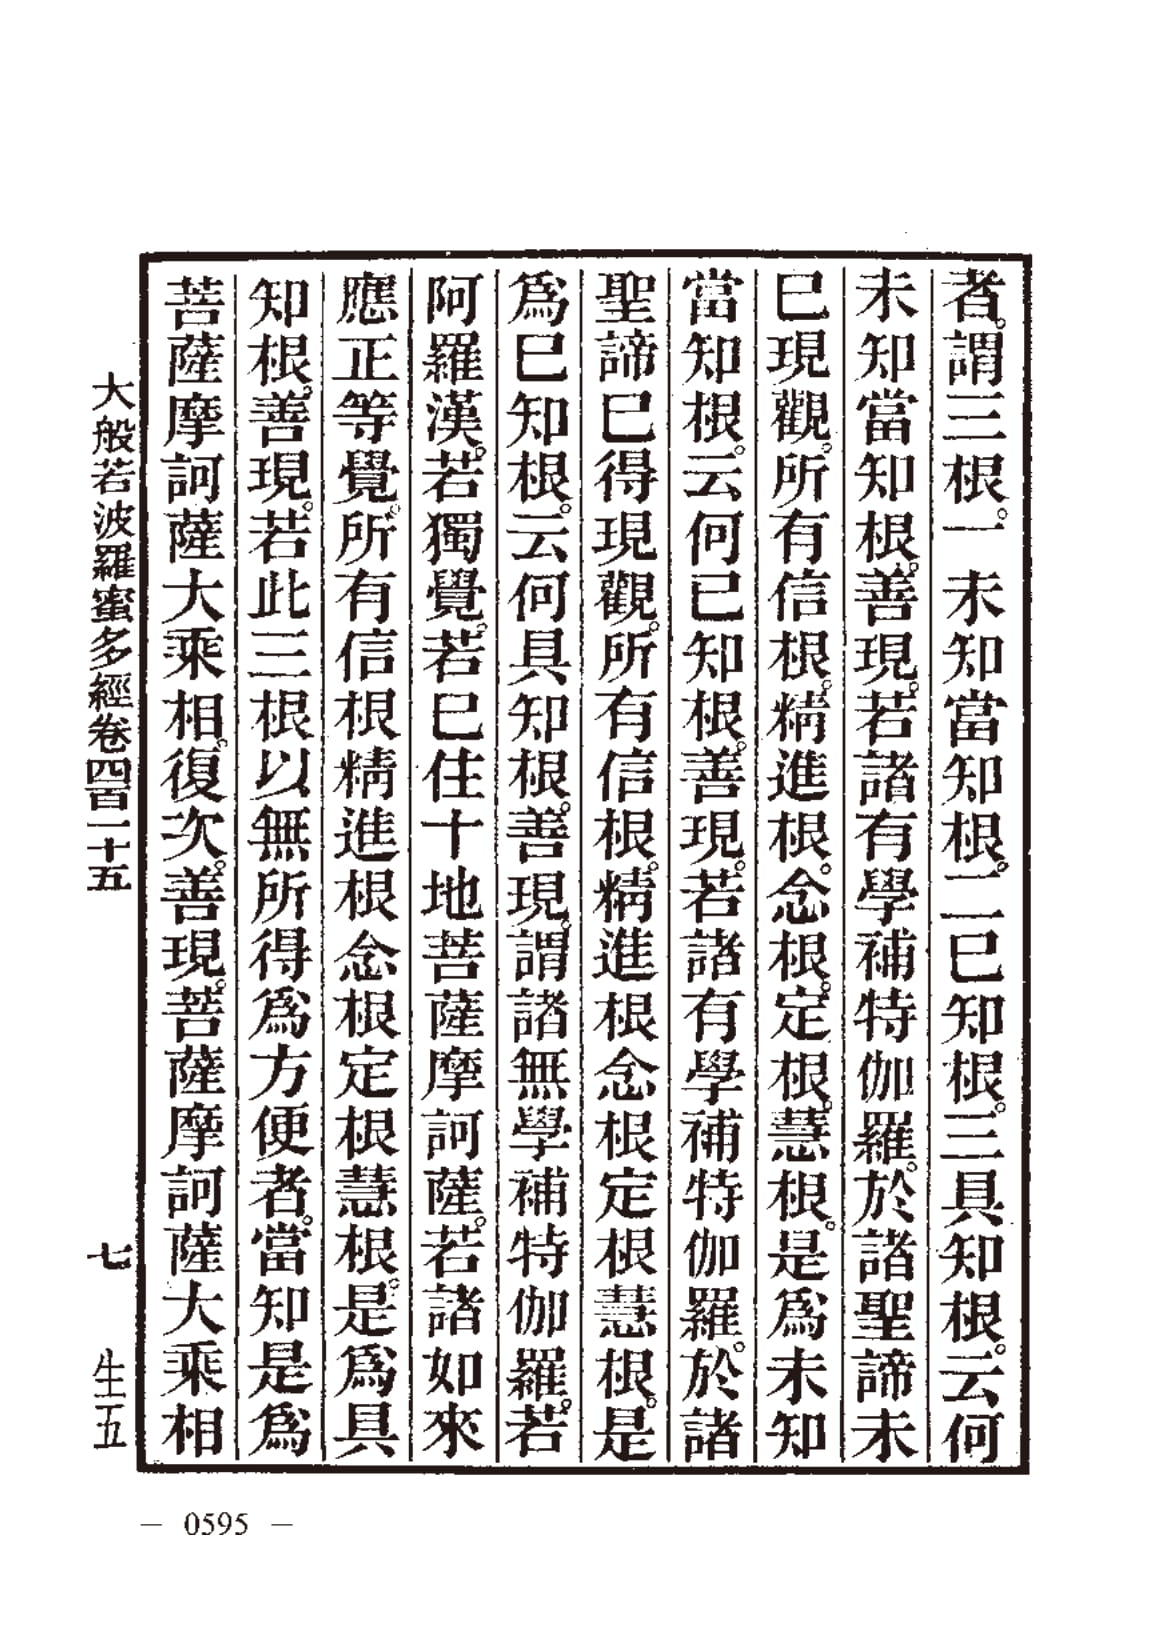 者。謂三根。一未知當知根。二已知根。三具知根。云何
未知當知根。善現。若諸有學補特伽羅。於諸聖諦未
已現觀。所有信根。精進根。念根。定根。慧根。是爲未知
當知根。云何已知根。善現。若諸有學補特伽羅。於諸
聖諦已得現觀。所有信根。精進根念根定根慧根。是
爲已知根。云何具知根。善現。謂諸無學補特伽羅。若
阿羅漢。若獨覺。若已住十地菩薩摩訶薩。若諸如來
應正等覺。所有信根精進根念根定根慧根。是爲具
知根。善現。若此三根以無所得爲方便者。當知是爲
菩薩摩訶薩大乘相。復次。善現。菩薩摩訶薩大乘相
大般若波羅蜜多經卷四百一十五 七 生五
— 0595 —